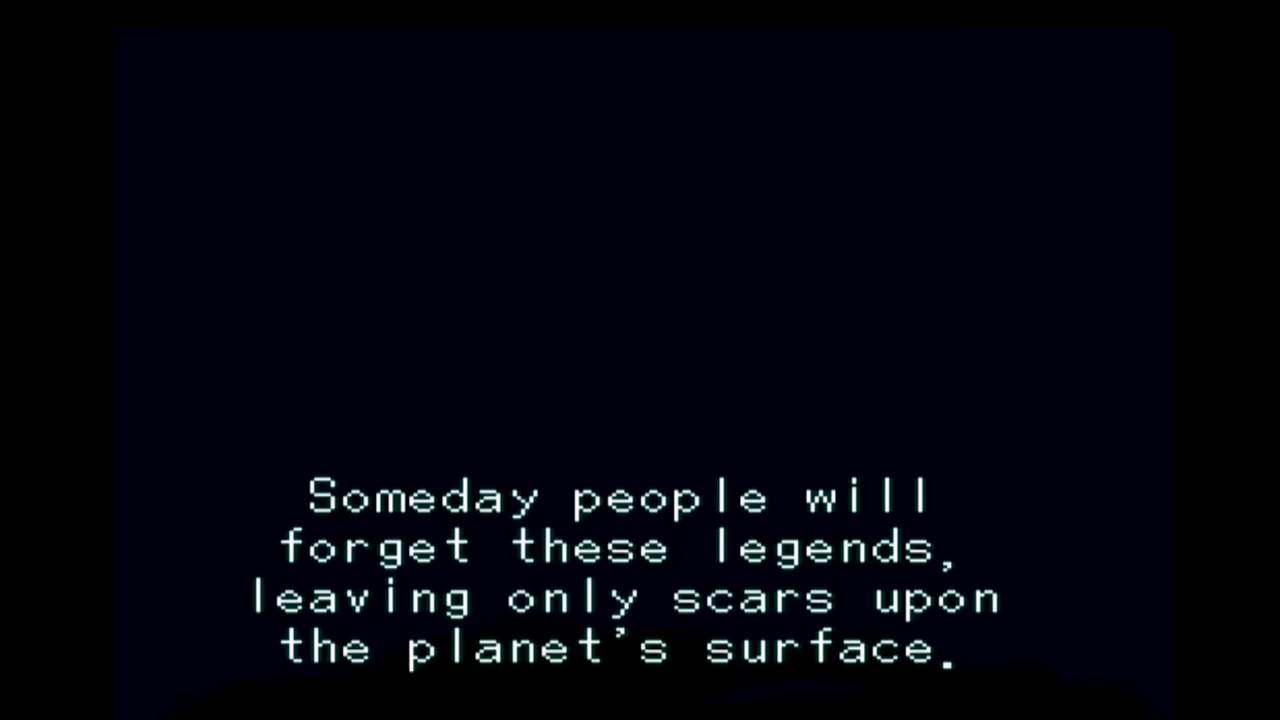 Someday people will
forget these legends,
leaving only scars upon
the planet's surface.